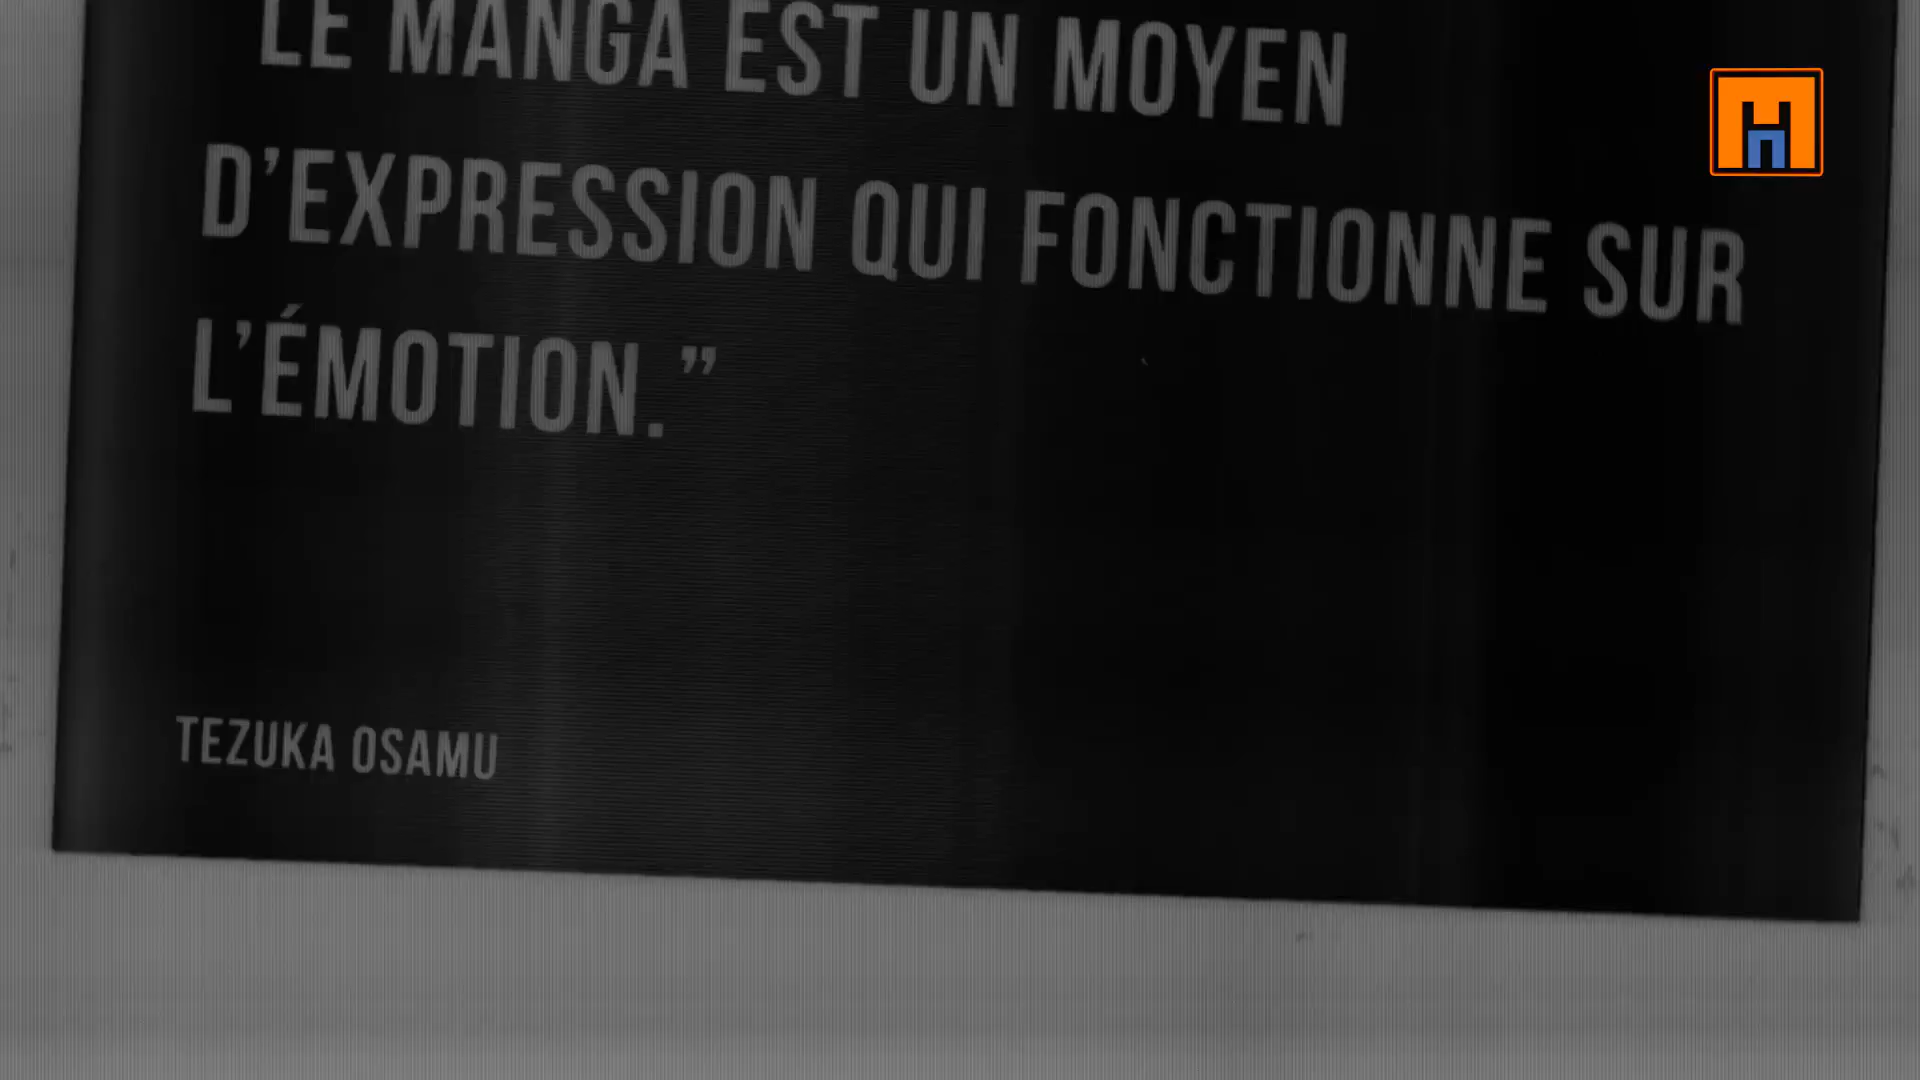 LE MANGA EST UN MOYEN
D’EXPRESSION QUI FONCTIONNE SUR
L’ÉMOTION.”
TEZUKA OSAMU